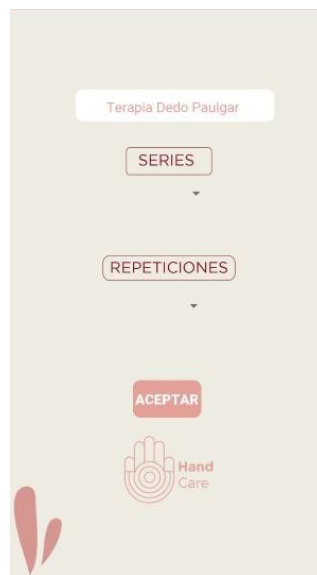 Terapia Dedo Paulgar
SERIES
REPETICIONES
ACEPTAR
Hand
Care